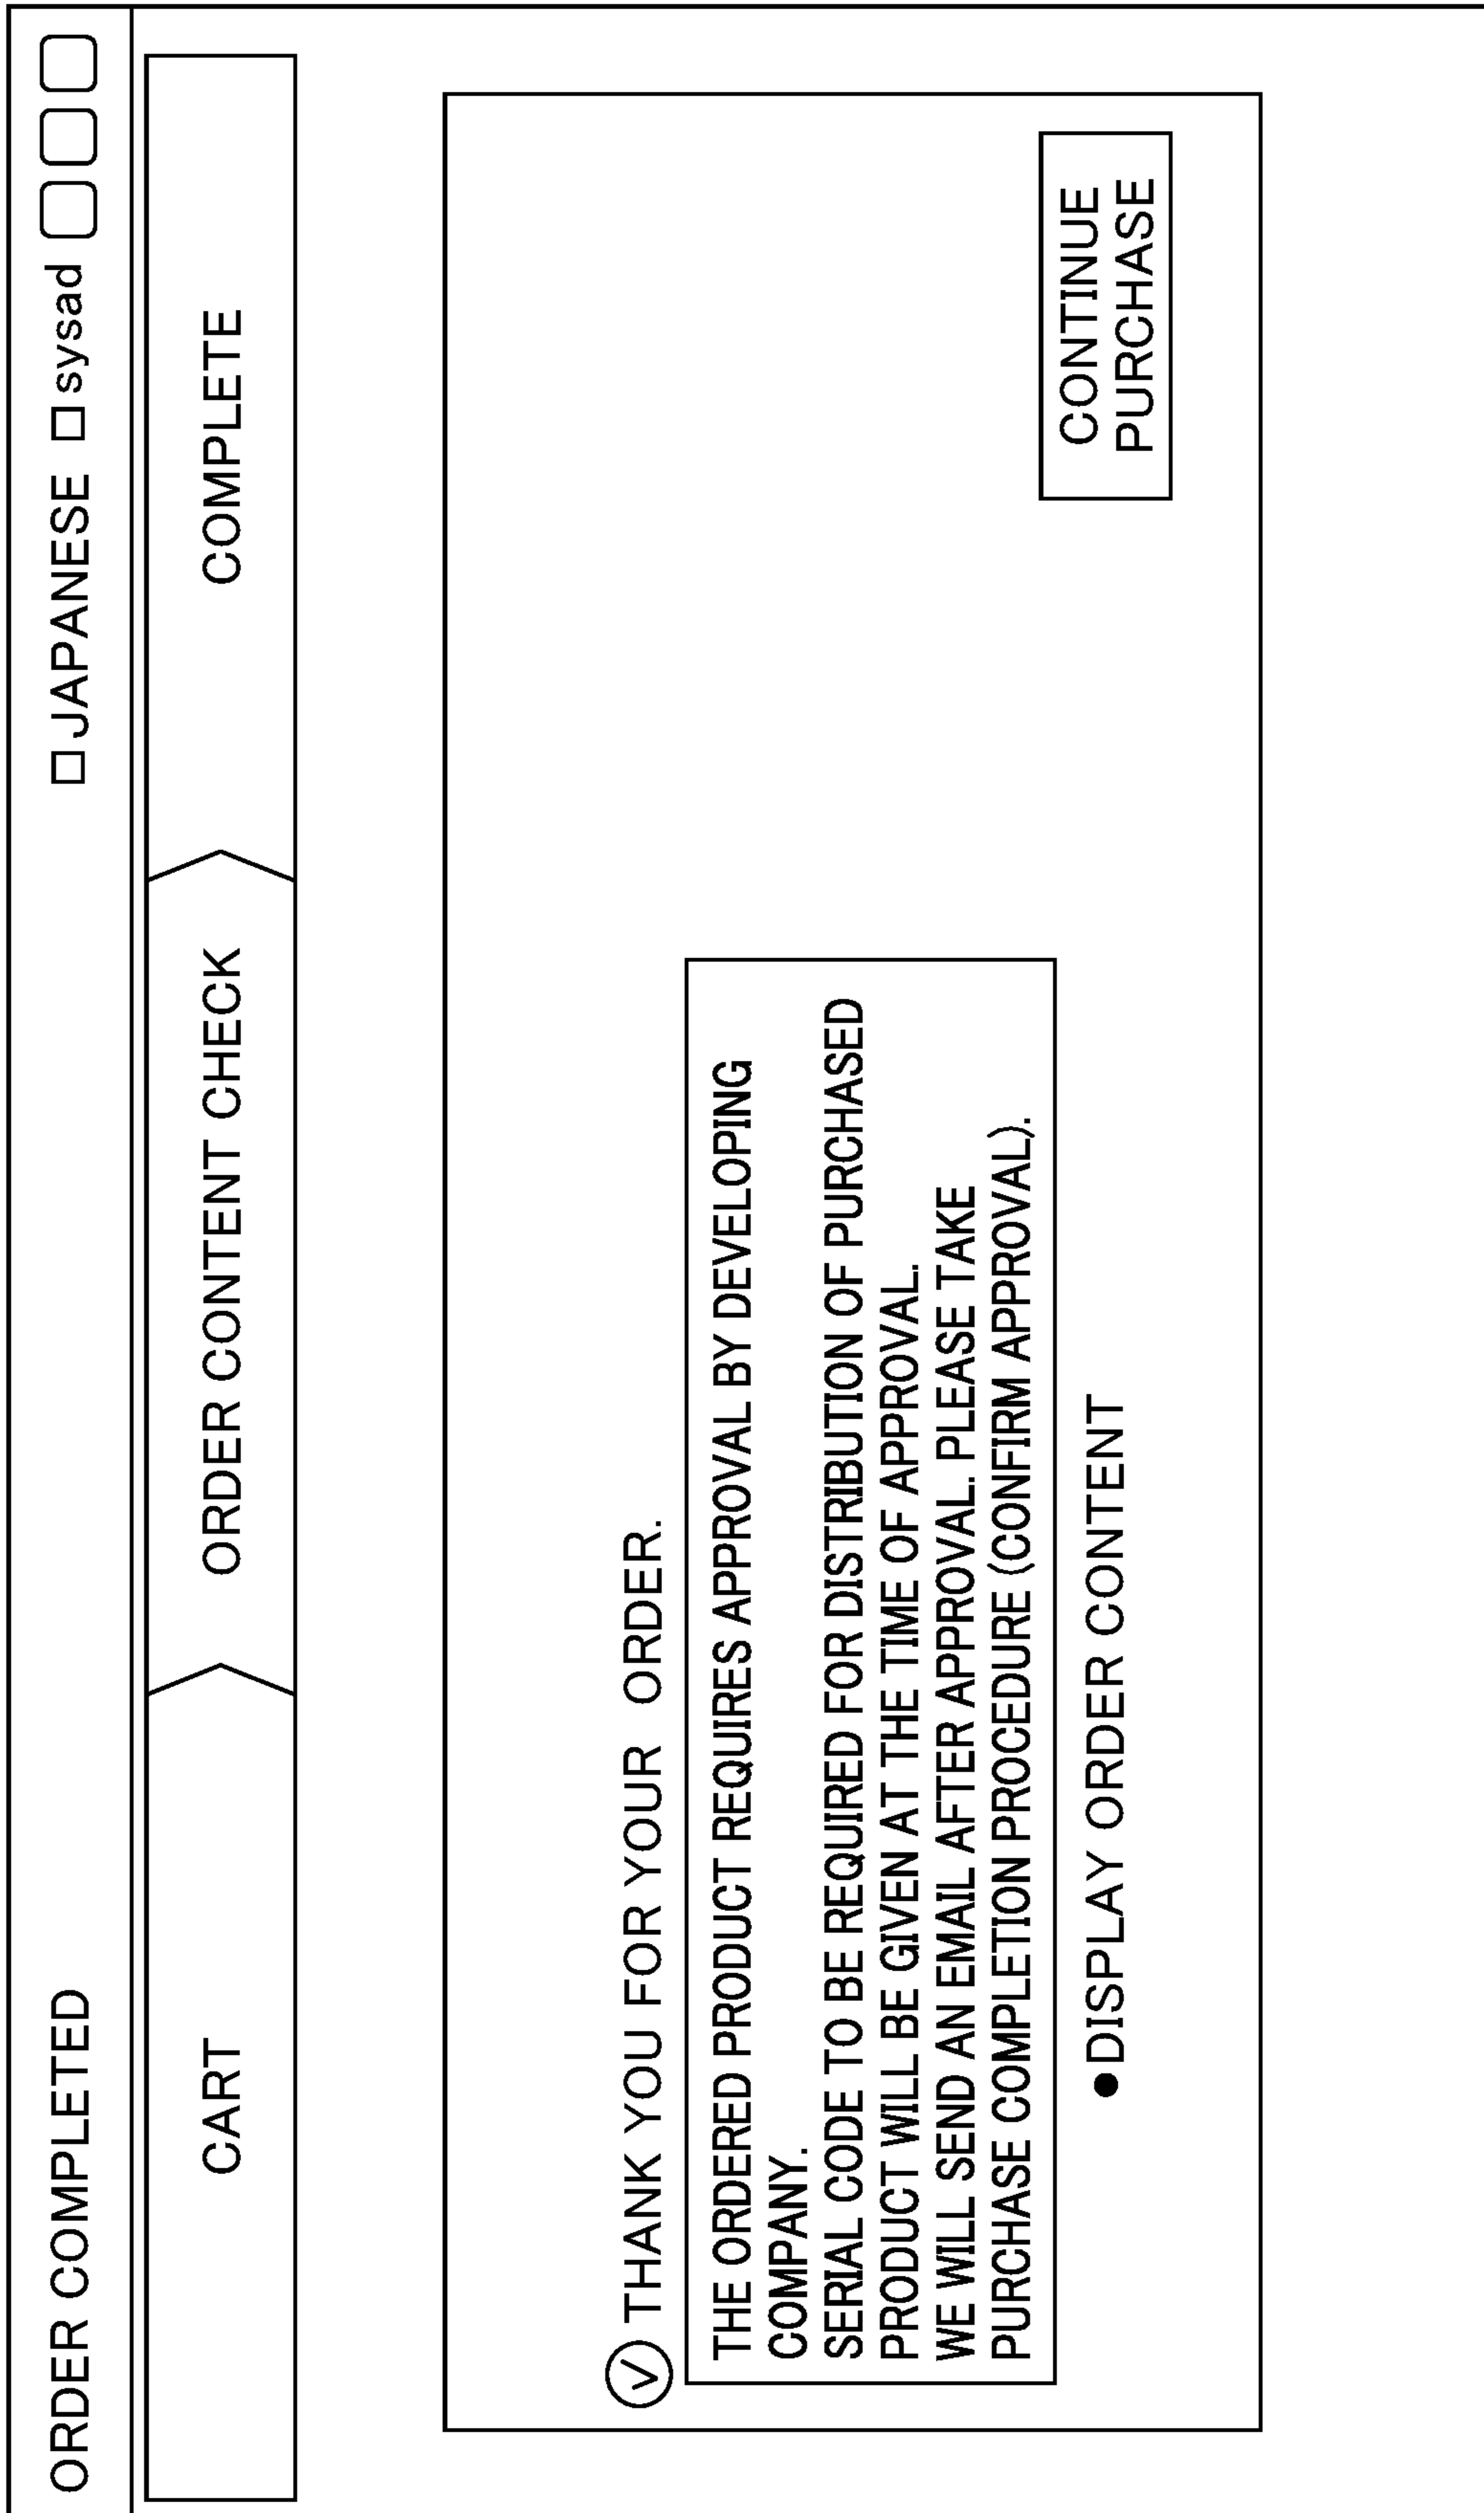 ORDER COMPLETED
JAPANESE sysad
CART ORDER CONTENT CHECK COMPLETE
THANK YOU FOR YOUR ORDER.
THE ORDERED PRODUCT REQUIRES APPROVAL BY DEVELOPING
COMPANY.
SERIAL CODE TO BE REQUIRED FOR DISTRIBUTION OF PURCHASED
PRODUCT WILL BE GIVEN AT THE TIME OF APPROVAL.
WE WILL SEND AN EMAIL AFTER APPROVAL. PLEASE TAKE
PURCHASE COMPLETION PROCEDURE (CONFIRM APPROVAL).
●DISPLAY ORDER CONTENT
CONTINUE
PURCHASE